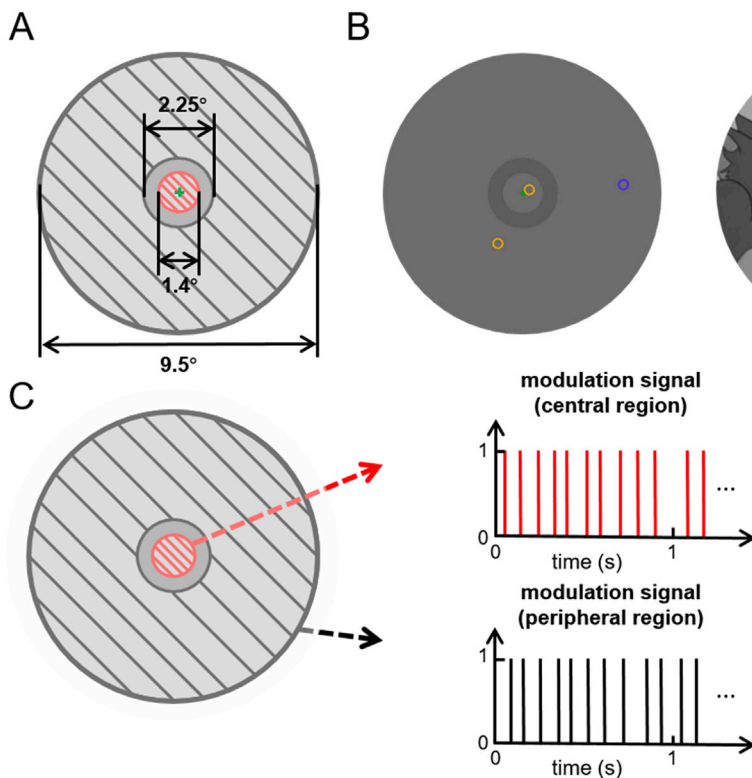 A
B
2.25°
1.4°
9.5°
C
modulation signal
(central region)
1
0
0
time (s)
1
...
modulation signal
(peripheral region)
1
0
0
time (s)
1
...